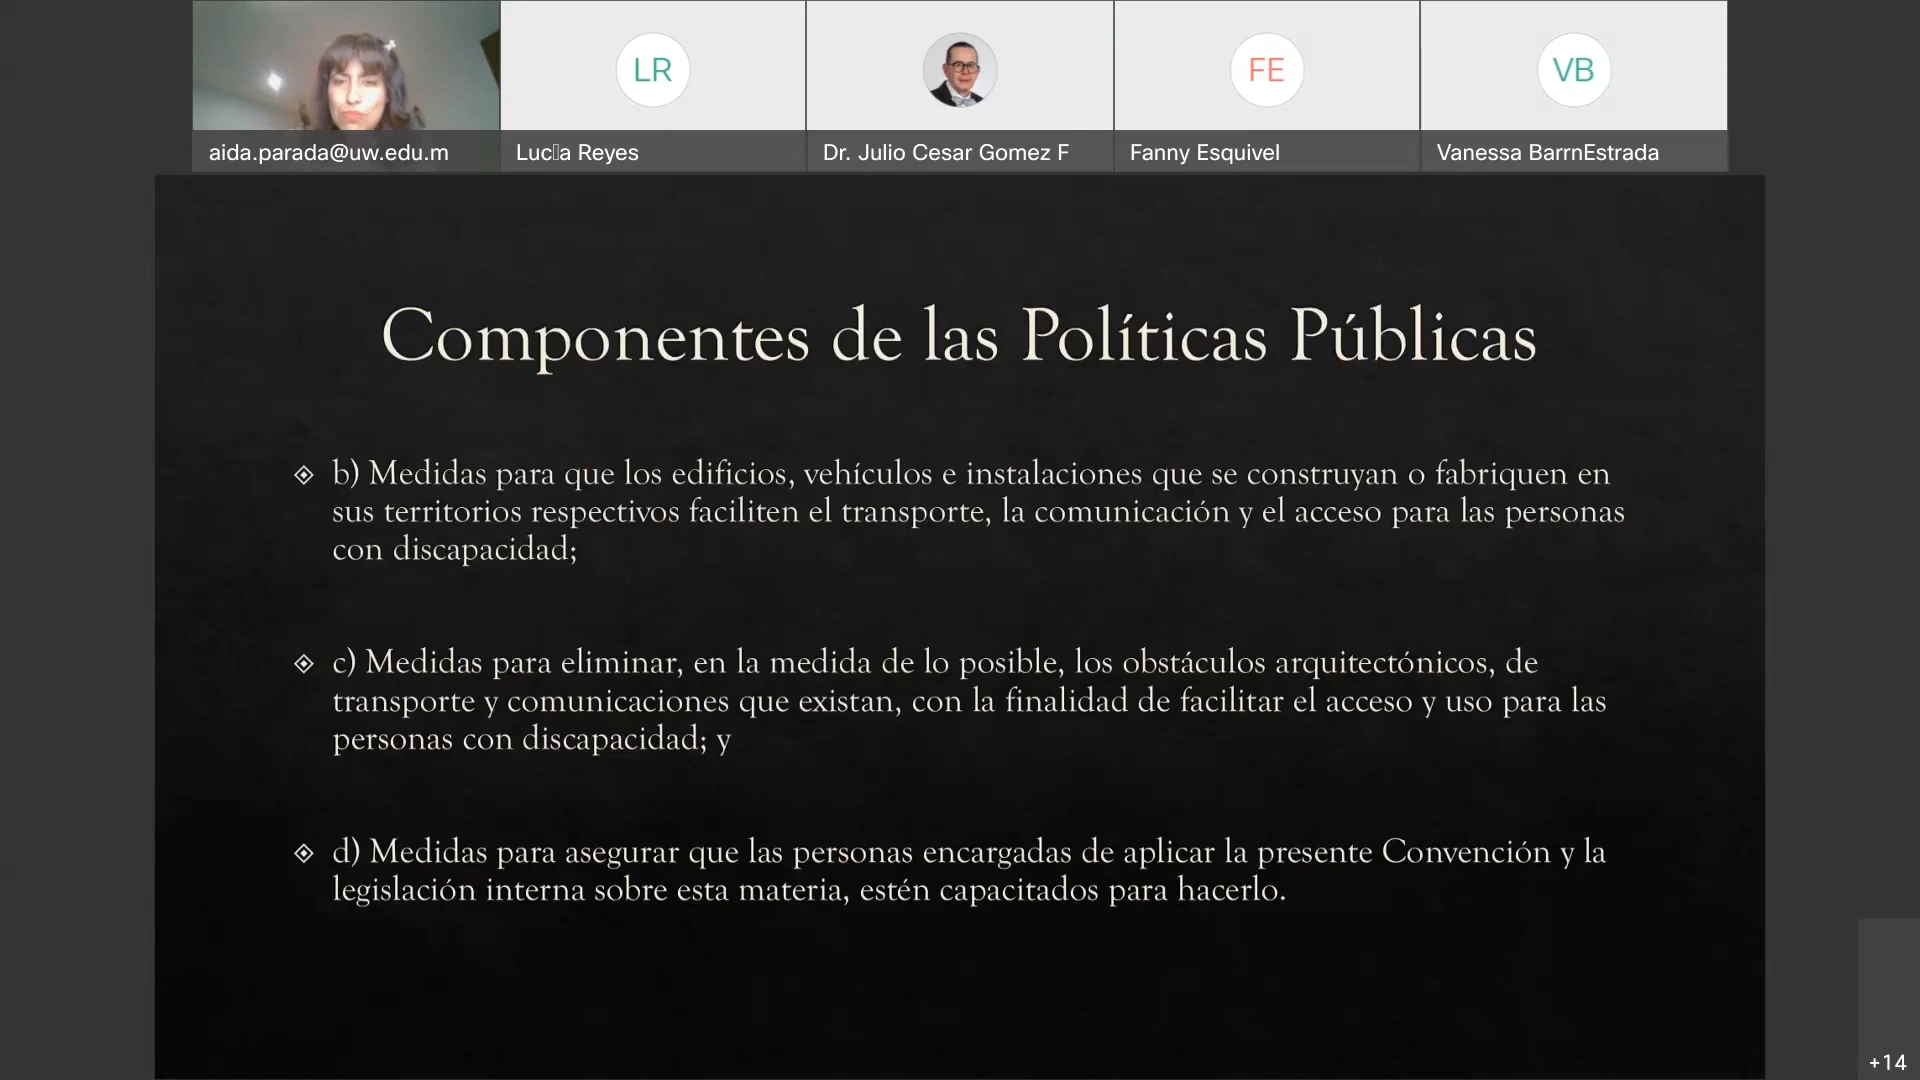 LR
FE
VB
aida.parada@uw.edu.m
Luc▯a Reyes
Dr. Julio Cesar Gomez F
Fanny Esquivel
Vanessa BarrnEstrada
Componentes de las Políticas Públicas
b) Medidas para que los edificios, vehículos e instalaciones que se construyan o fabriquen en
sus territorios respectivos faciliten el transporte, la comunicación y el acceso para las personas
con discapacidad;
c) Medidas para eliminar, en la medida de lo posible, los obstáculos arquitectónicos, de
transporte y comunicaciones que existan, con la finalidad de facilitar el acceso y uso para las
personas con discapacidad; y
d) Medidas para asegurar que las personas encargadas de aplicar la presente Convención y la
legislación interna sobre esta materia, estén capacitados para hacerlo.
+14